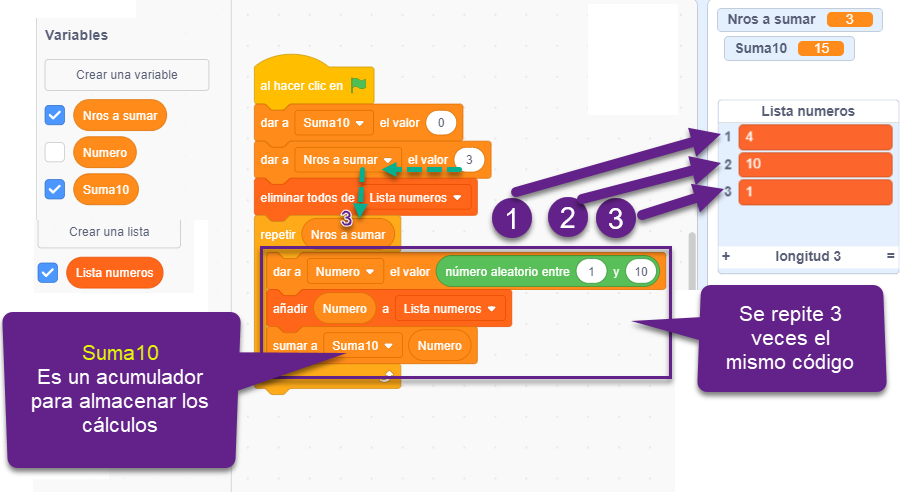 Variables
Crear una variable
Nros a sumar
Numero
Suma10
Crear una lista
Lista numeros
al hacer clic en
dar a Suma10 el valor 0
dar a Nros a sumar el valor 3
eliminar todos de Lista numeros
3
repetir Nros a sumar
dar a Numero el valor número aleatorio entre 1 y 10
añadir Numero a Lista numeros
sumar a Suma10 Numero
Suma10
Es un acumulador
para almacenar los
cálculos
1 2 3
Nros a sumar 3
Suma10 15
Lista numeros
1 4
2 10
3 1
+ longitud 3 =
Se repite 3
veces el
mismo código